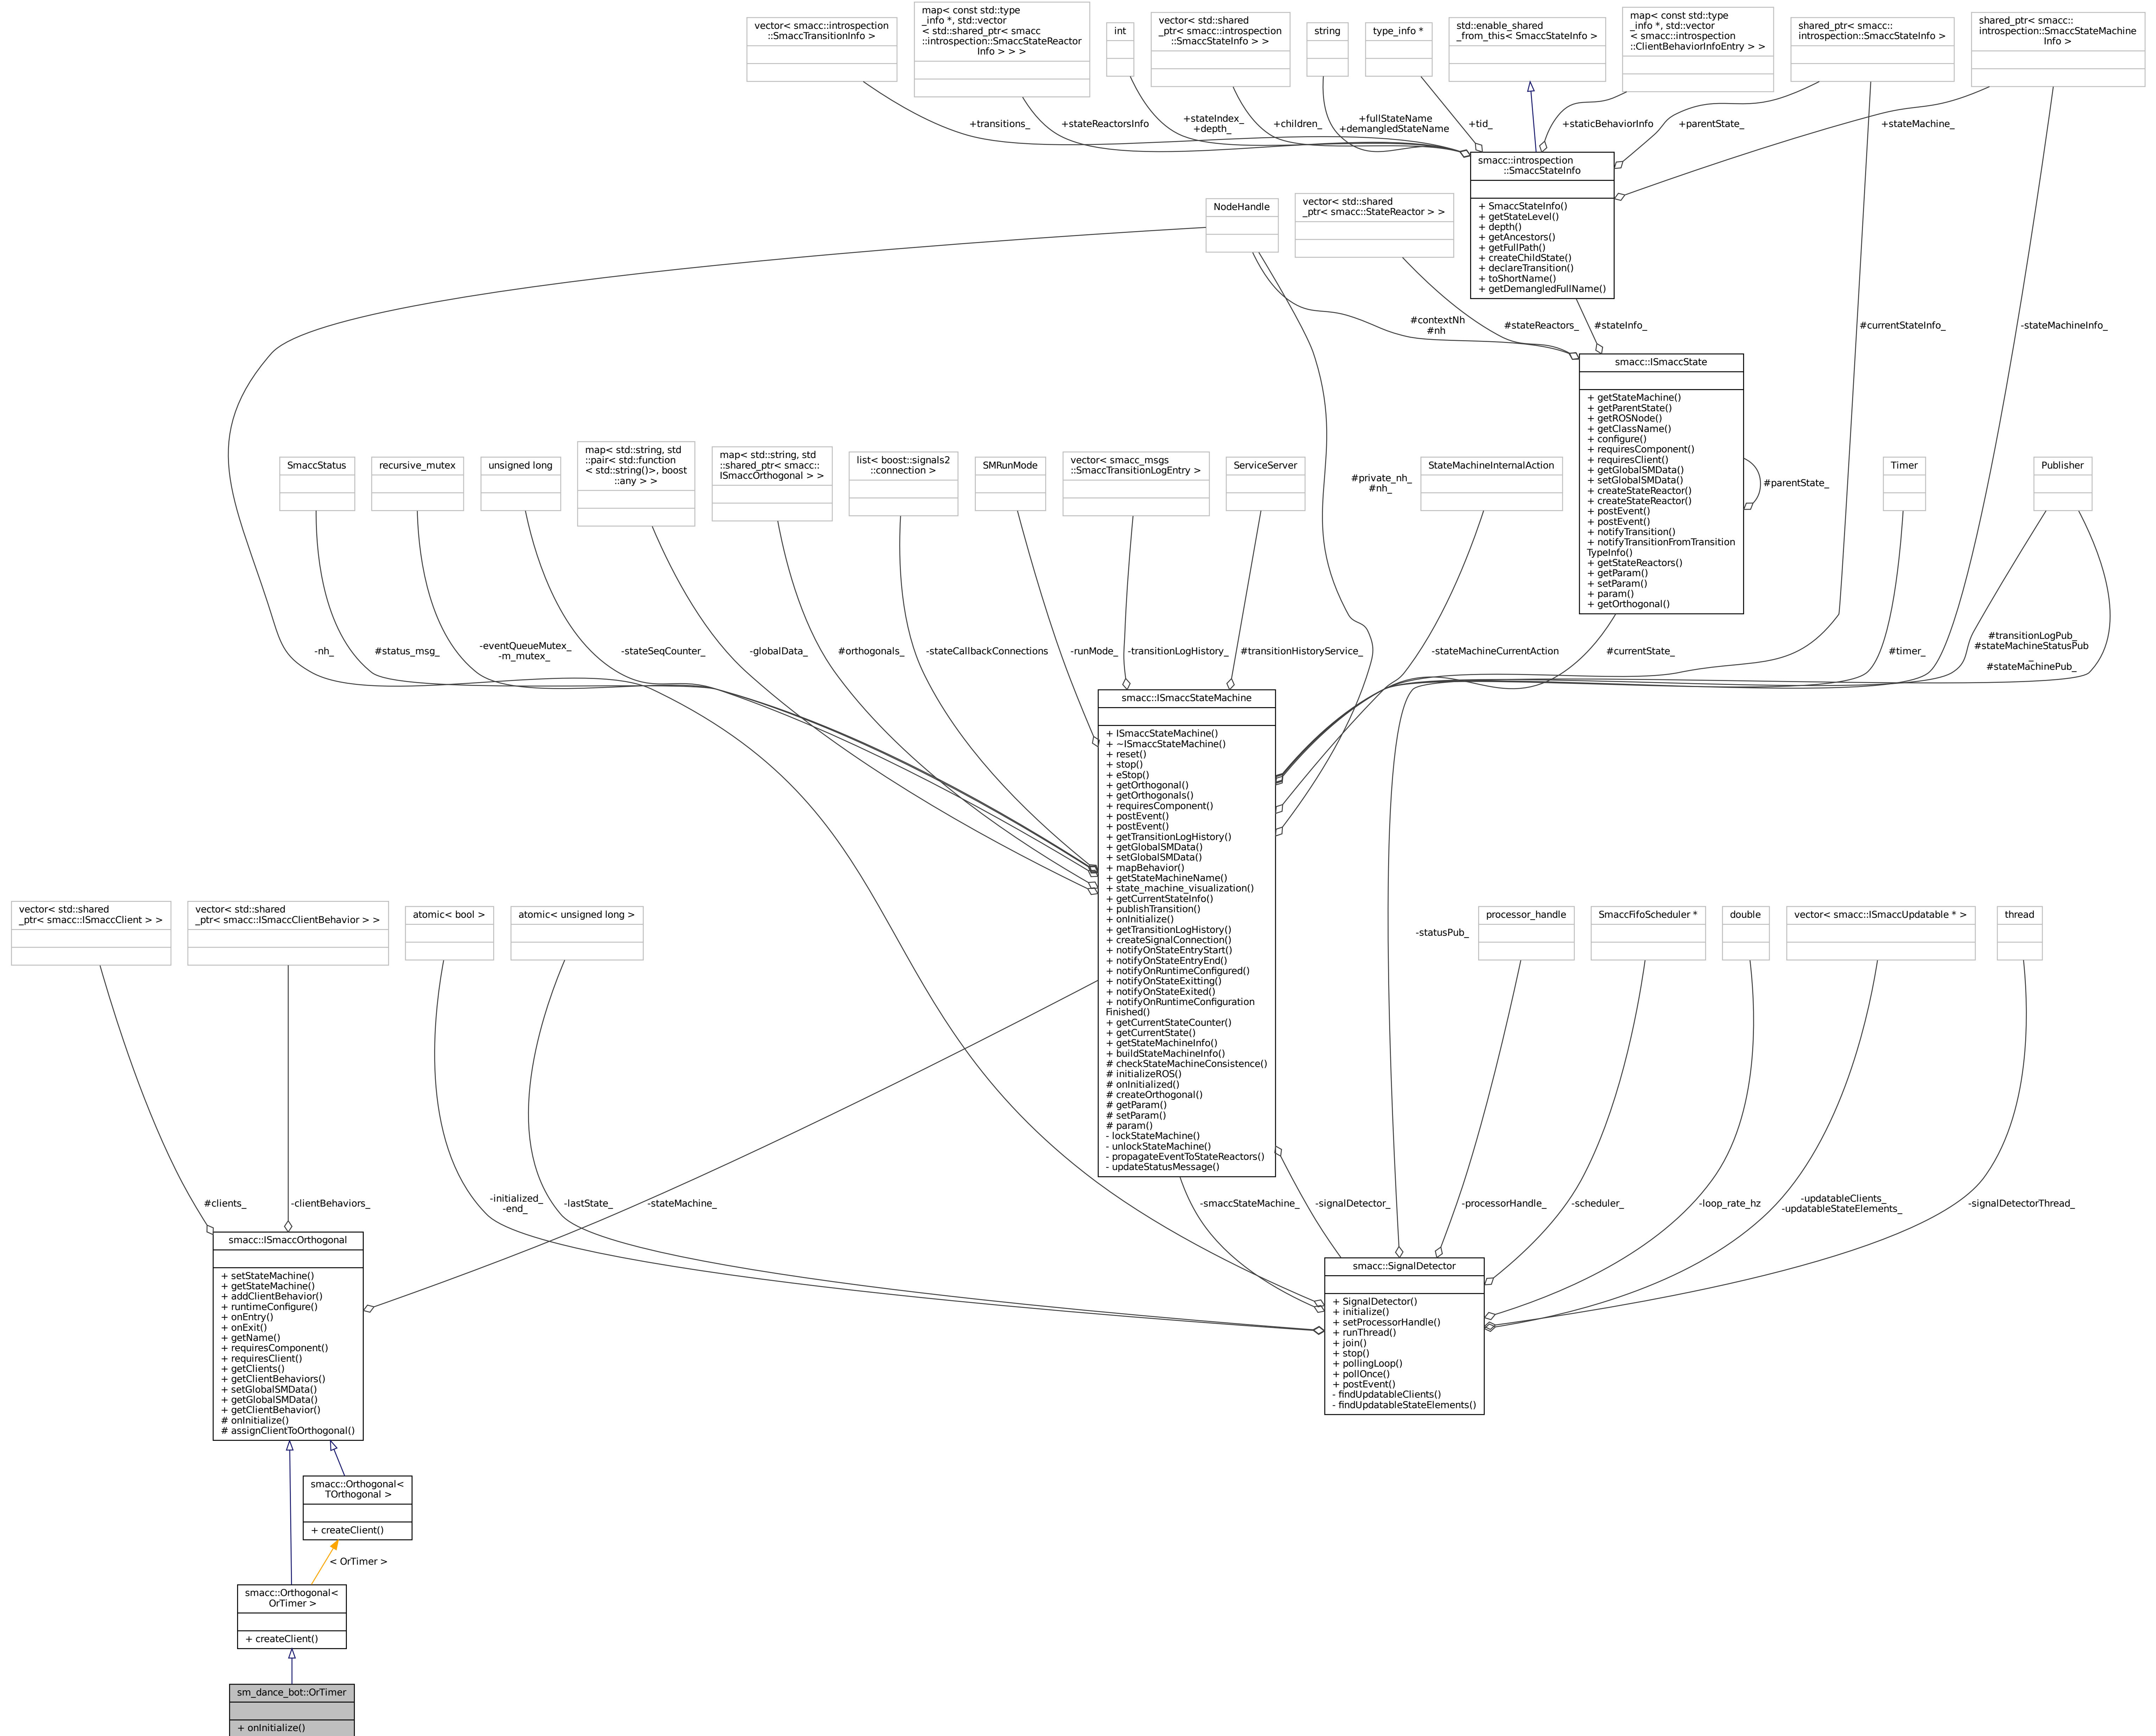 vector< smacc::introspection
::SmaccTransitionInfo >
map< const std::type
_info *, std::vector
< std::shared_ptr< smacc
::introspection::SmaccStateReactor
Info > > >
int
vector< std::shared
_ptr< smacc::introspection
::SmaccStateInfo > >
string
type_info *
std::enable_shared
_from_this< SmaccStateInfo >
map< const std::type
_info *, std::vector
< smacc::introspection
::ClientBehaviorInfoEntry > >
shared_ptr< smacc::
introspection::SmaccStateInfo >
shared_ptr< smacc::
introspection::SmaccStateMachine
Info >
+transitions_
+stateReactorsInfo
+stateIndex_
+depth_
+children_
+fullStateName
+demangledStateName
+tid_
+staticBehaviorInfo
+parentState_
+stateMachine_
smacc::introspection
::SmaccStateInfo
+ SmaccStateInfo()
+ getStateLevel()
+ depth()
+ getAncestors()
+ getFullPath()
+ createChildState()
+ declareTransition()
+ toShortName()
+ getDemangledFullName()
NodeHandle
vector< std::shared
_ptr< smacc::StateReactor > >
#contextNh
#nh
#stateReactors_
#stateInfo_
#currentStateInfo_
-stateMachineInfo_
smacc::ISmaccState
+ getStateMachine()
+ getParentState()
+ getROSNode()
+ getClassName()
+ configure()
+ requiresComponent()
+ requiresClient()
+ getGlobalSMData()
+ setGlobalSMData()
+ createStateReactor()
+ createStateReactor()
+ postEvent()
+ postEvent()
+ notifyTransition()
+ notifyTransitionFromTransition
TypeInfo()
+ getStateReactors()
+ getParam()
+ setParam()
+ param()
+ getOrthogonal()
#parentState_
SmaccStatus
recursive_mutex
unsigned long
map< std::string, std
::pair< std::function
< std::string()>, boost
::any > >
map< std::string, std
::shared_ptr< smacc::
ISmaccOrthogonal > >
list< boost::signals2
::connection >
SMRunMode
vector< smacc_msgs
::SmaccTransitionLogEntry >
ServiceServer
#private_nh_
#nh_
StateMachineInternalAction
Timer
Publisher
-nh_
#status_msg_
-eventQueueMutex_
-m_mutex_
-stateSeqCounter_
-globalData_
#orthogonals_
-stateCallbackConnections
-runMode_
-transitionLogHistory_
#transitionHistoryService_
-stateMachineCurrentAction
#currentState_
#timer_
#transitionLogPub_
#stateMachineStatusPub
_
#stateMachinePub_
smacc::ISmaccStateMachine
+ ISmaccStateMachine()
+ ~ISmaccStateMachine()
+ reset()
+ stop()
+ eStop()
+ getOrthogonal()
+ getOrthogonals()
+ requiresComponent()
+ postEvent()
+ postEvent()
+ getTransitionLogHistory()
+ getGlobalSMData()
+ setGlobalSMData()
+ mapBehavior()
+ getStateMachineName()
+ state_machine_visualization()
+ getCurrentStateInfo()
+ publishTransition()
+ onInitialize()
+ getTransitionLogHistory()
+ createSignalConnection()
+ notifyOnStateEntryStart()
+ notifyOnStateEntryEnd()
+ notifyOnRuntimeConfigured()
+ notifyOnStateExitting()
+ notifyOnStateExited()
+ notifyOnRuntimeConfiguration
Finished()
+ getCurrentStateCounter()
+ getCurrentState()
+ getStateMachineInfo()
+ buildStateMachineInfo()
# checkStateMachineConsistence()
# initializeROS()
# onInitialized()
# createOrthogonal()
# getParam()
# setParam()
# param()
- lockStateMachine()
- unlockStateMachine()
- propagateEventToStateReactors()
- updateStatusMessage()
vector< std::shared
_ptr< smacc::ISmaccClient > >
vector< std::shared
_ptr< smacc::ISmaccClientBehavior > >
atomic< bool >
atomic< unsigned long >
-statusPub_
processor_handle
SmaccFifoScheduler *
double
vector< smacc::ISmaccUpdatable * >
thread
#clients_
-clientBehaviors_
-initialized_
-end_
-lastState_
-stateMachine_
-smaccStateMachine_
-signalDetector_
-processorHandle_
-scheduler_
-loop_rate_hz
-updatableClients_
-updatableStateElements_
-signalDetectorThread_
smacc::ISmaccOrthogonal
+ setStateMachine()
+ getStateMachine()
+ addClientBehavior()
+ runtimeConfigure()
+ onEntry()
+ onExit()
+ getName()
+ requiresComponent()
+ requiresClient()
+ getClients()
+ getClientBehaviors()
+ setGlobalSMData()
+ getGlobalSMData()
+ getClientBehavior()
# onInitialize()
# assignClientToOrthogonal()
smacc::SignalDetector
+ SignalDetector()
+ initialize()
+ setProcessorHandle()
+ runThread()
+ join()
+ stop()
+ pollingLoop()
+ pollOnce()
+ postEvent()
- findUpdatableClients()
- findUpdatableStateElements()
smacc::Orthogonal<
TOrthogonal >
+ createClient()
< OrTimer >
smacc::Orthogonal<
OrTimer >
+ createClient()
sm_dance_bot::OrTimer
+ onInitialize()